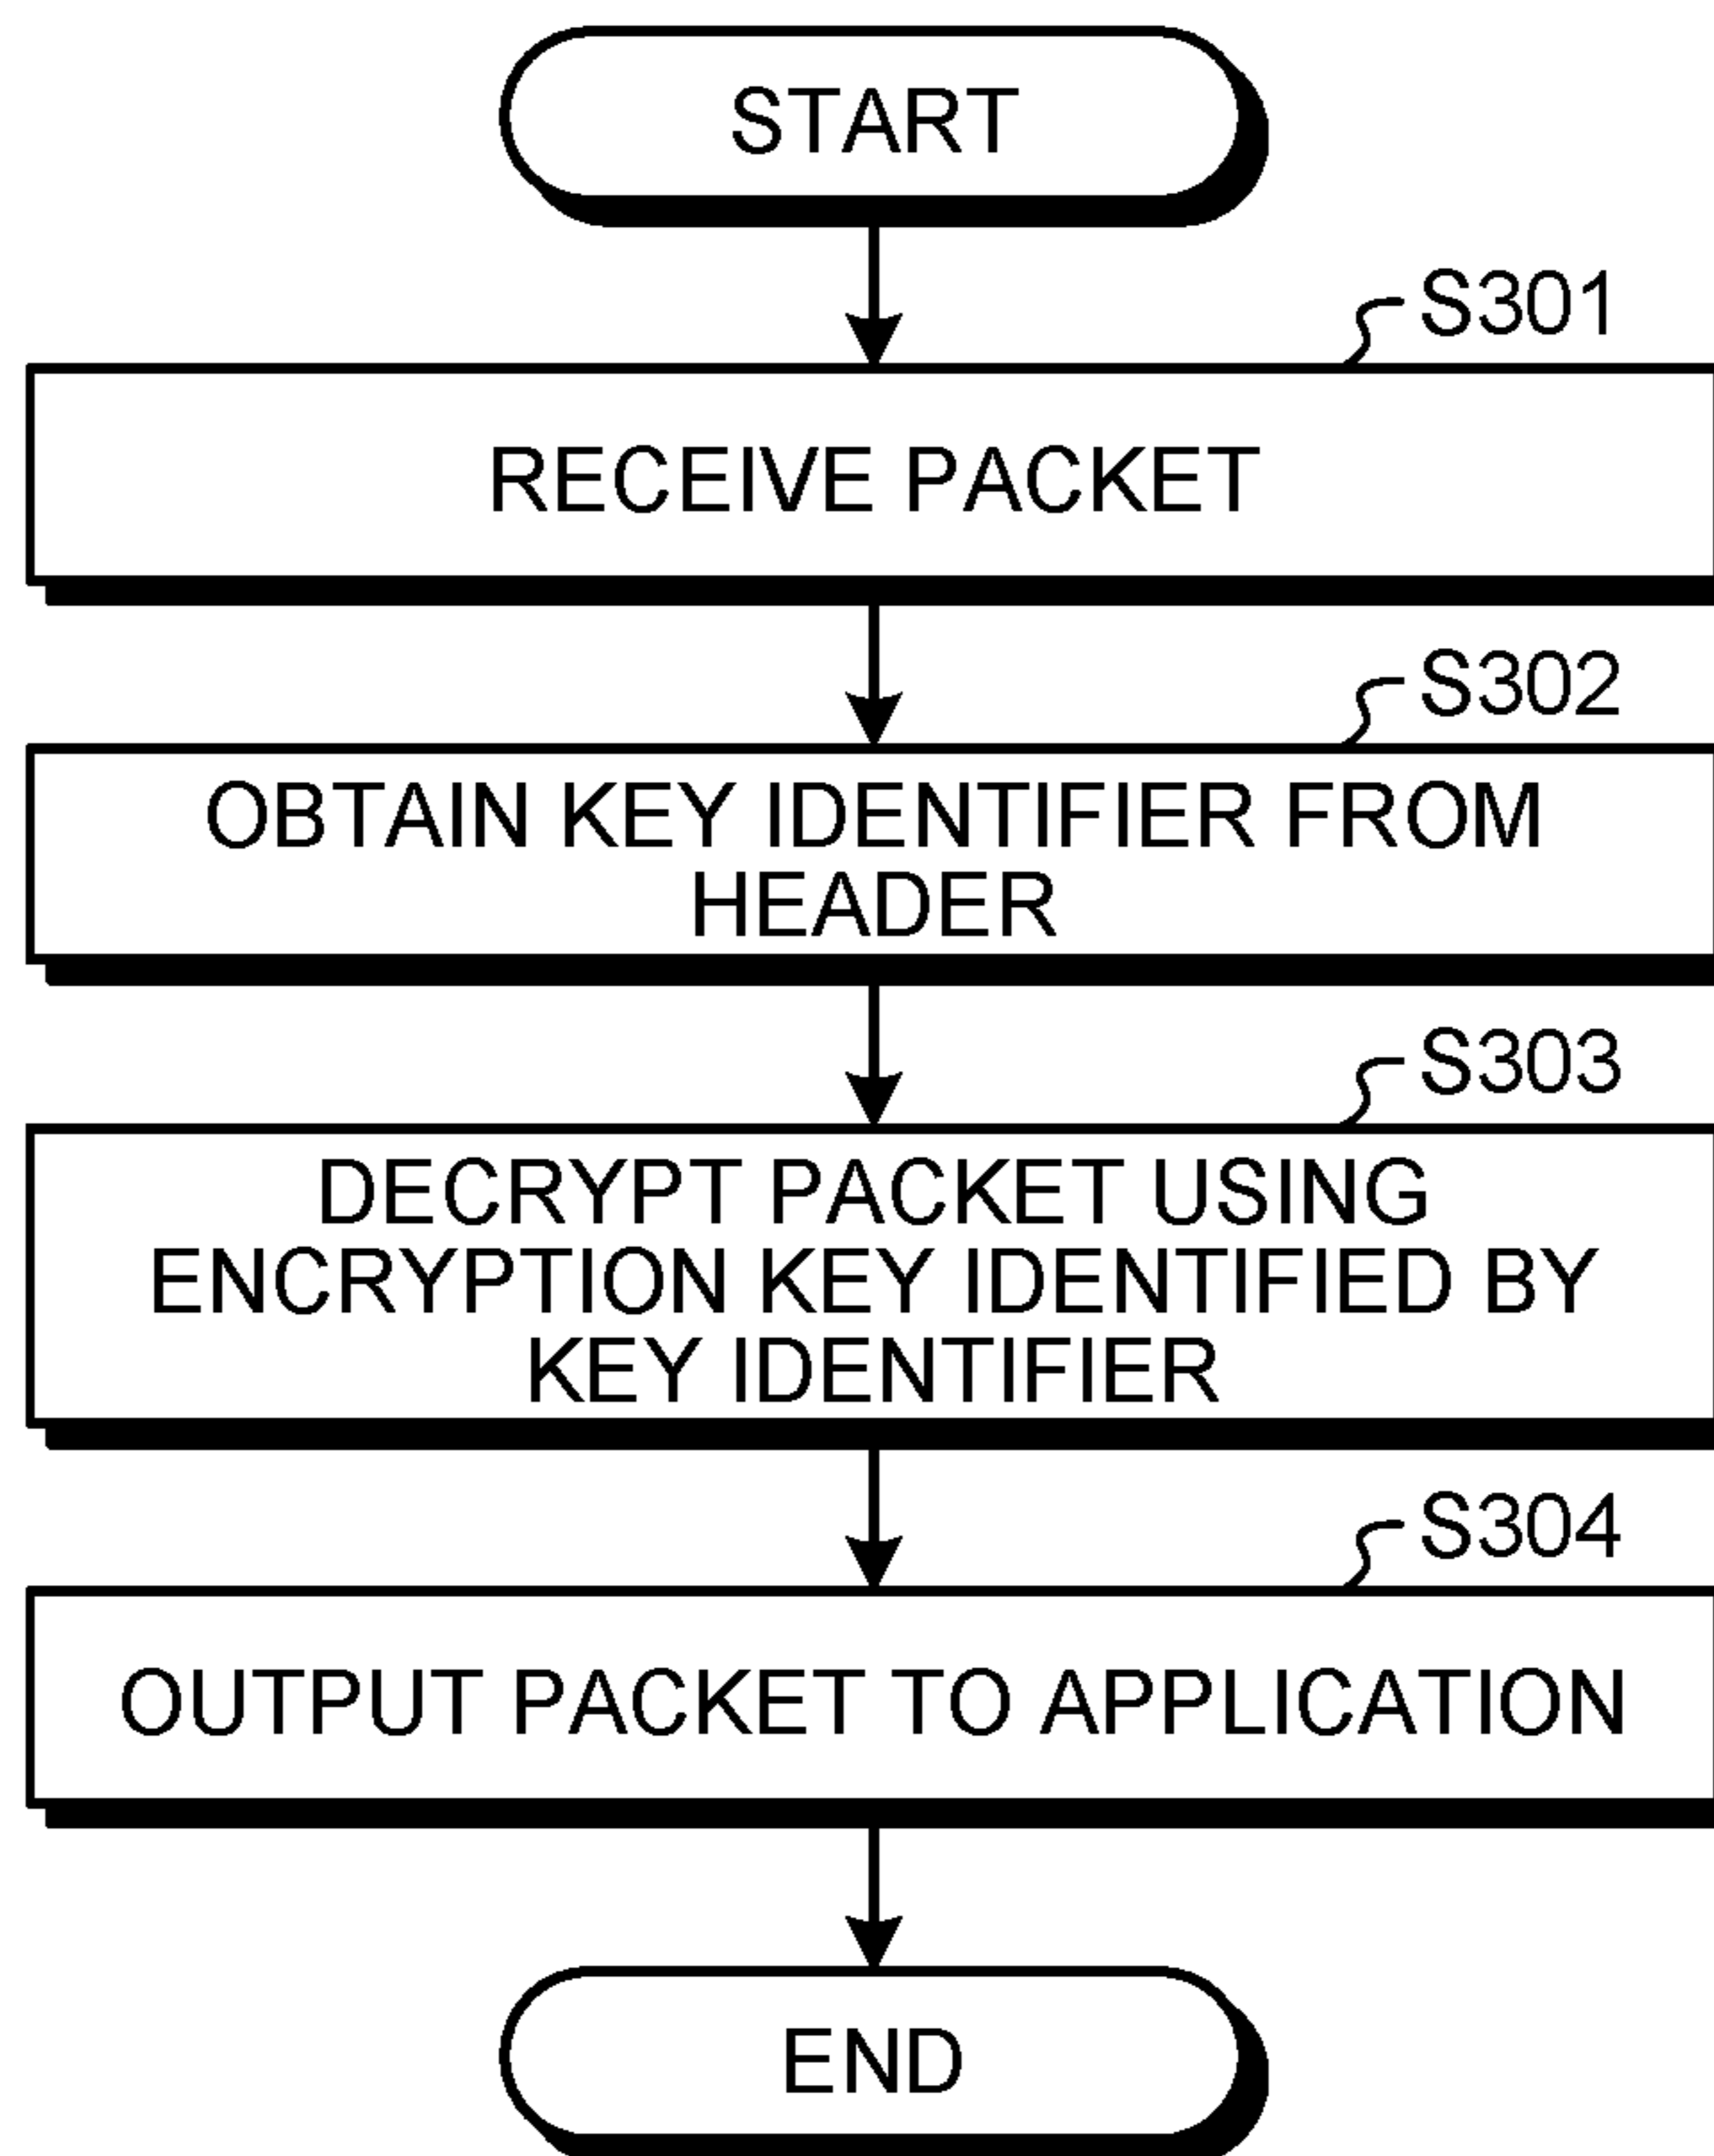 START
S301
RECEIVE PACKET
S302
OBTAIN KEY IDENTIFIER FROM
HEADER
S303
DECRYPT PACKET USING
ENCRYPTION KEY IDENTIFIED BY
KEY IDENTIFIER
S304
OUTPUT PACKET TO APPLICATION
END